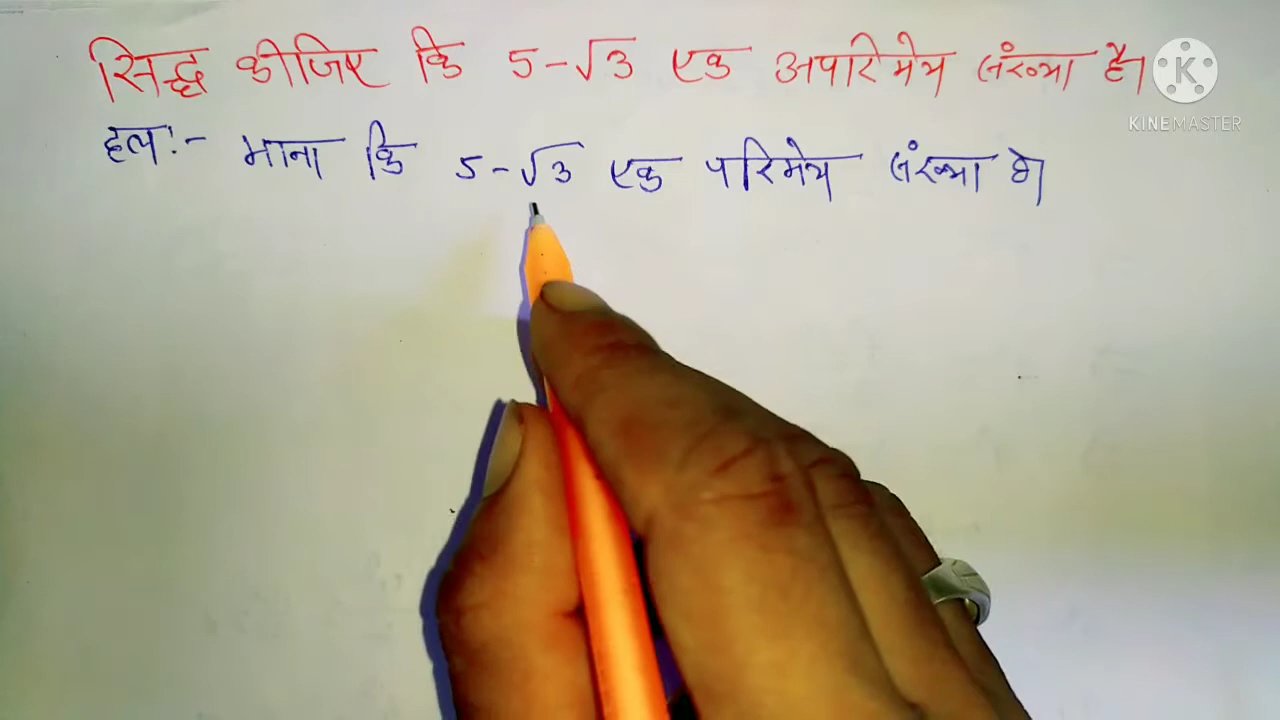 सिद्ध कीजिए कि 5-√3 एक अपरिमेय संख्या है।
हल:- माना कि 5-√3 एक परिमेय संख्या है।
K
KINEMASTER